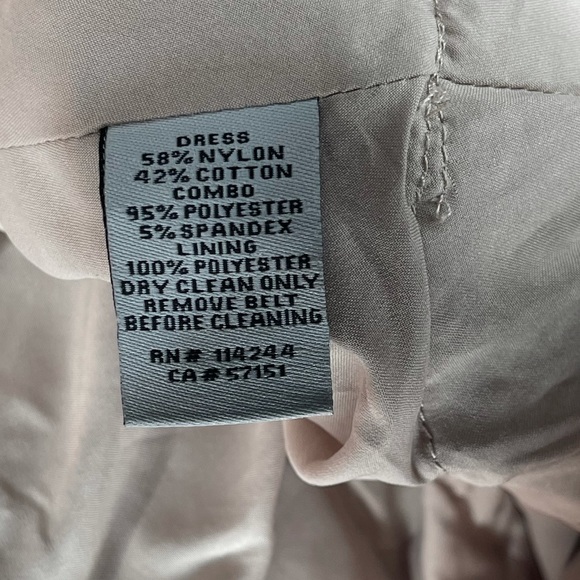 DRESS
58% NYLON
42% COTTON
COMBO
95% POLYESTER
5% SPANDEX
LINING
100% POLYESTER
DRY CLEAN ONLY
REMOVE BELT
BEFORE CLEANING
RN# 114244
CA# 57151